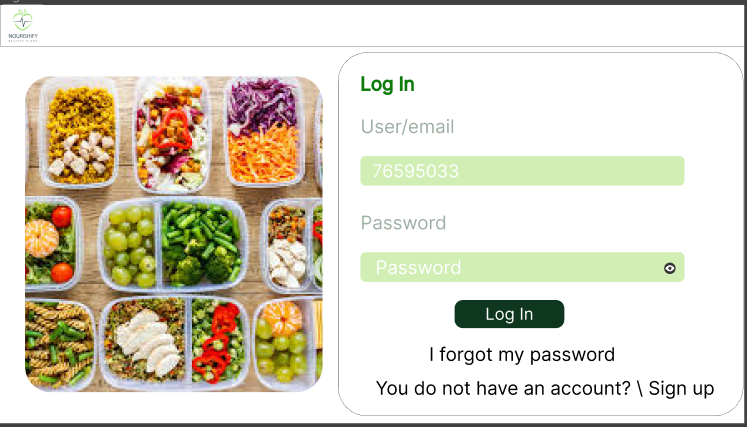 NOURISHIFY
Log In
User/email
76595033
Password
Password
Log In
I forgot my password
You do not have an account? \ Sign up